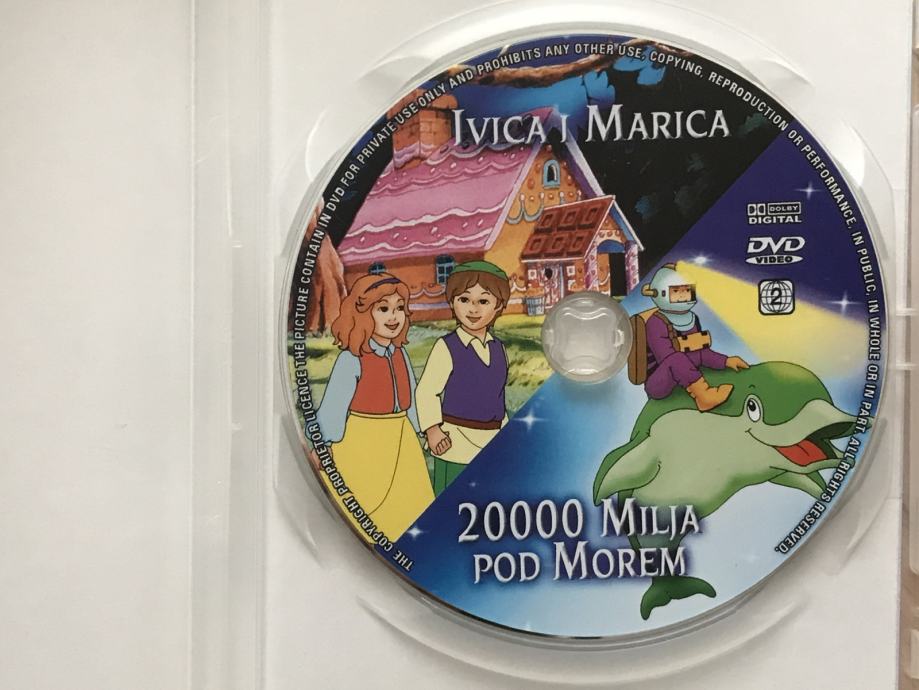 THE COPYRIGHT PROPRIETOR LICENCE THE PICTURE CONTAIN IN DVD FOR PRIVATE USE ONLY AND PROHIBITS ANY OTHER USE, COPYING, REPRODUCTION OR PERFORMANCE, IN PUBLIC, IN WHOLE OR IN PART. ALL RIGHTS RESERVED.
IVICA I MARICA
DOLBY
DIGITAL
DVD
VIDEO
2
20000 MILJA
POD MOREM